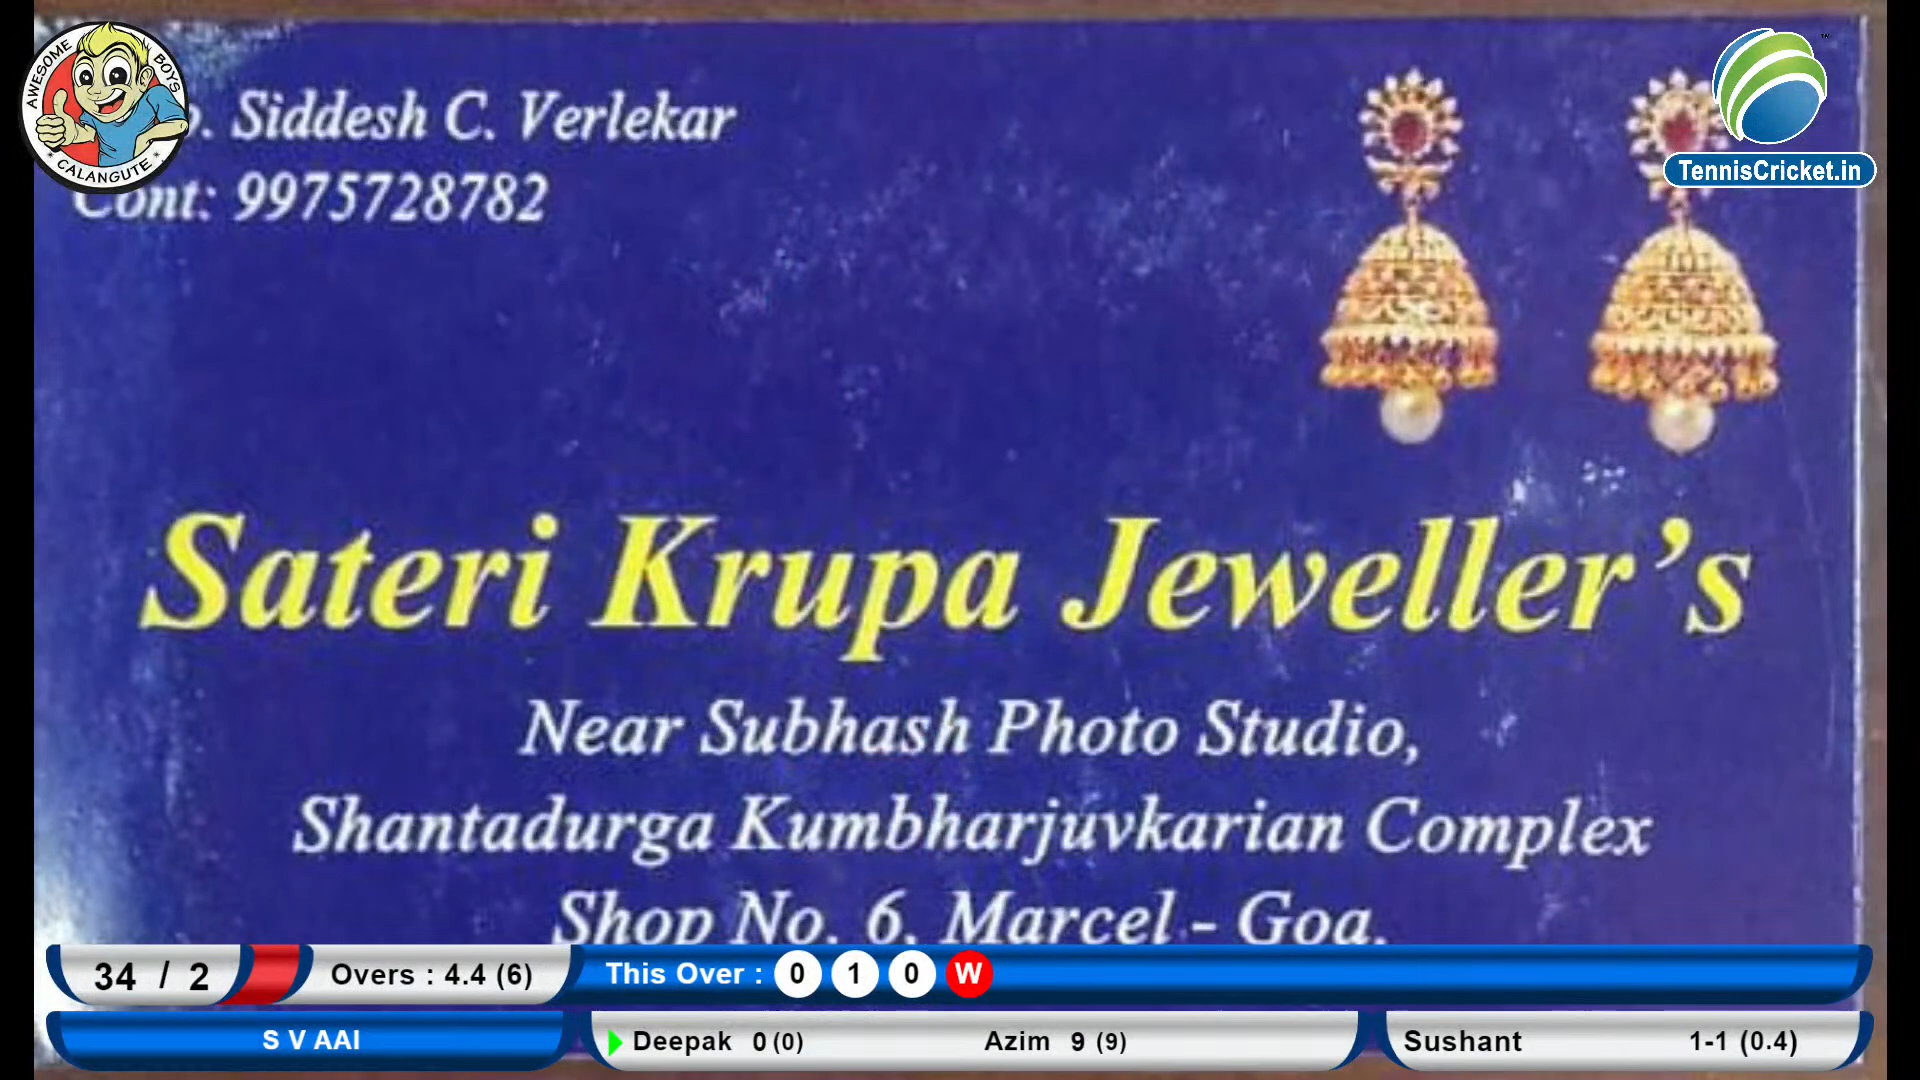 AWESOME BOYS
CALANGUTE
Siddesh C. Verlekar
Cont: 9975728782
TM
TennisCricket.in
Sateri Krupa Jeweller's
Near Subhash Photo Studio,
Shantadurga Kumbharjuvkarian Complex
Shop No. 6, Marcel - Goa.
34 / 2 Overs : 4.4 (6) This Over : 0 1 0 W
S V AAI Deepak 0 (0) Azim 9 (9) Sushant 1-1 (0.4)